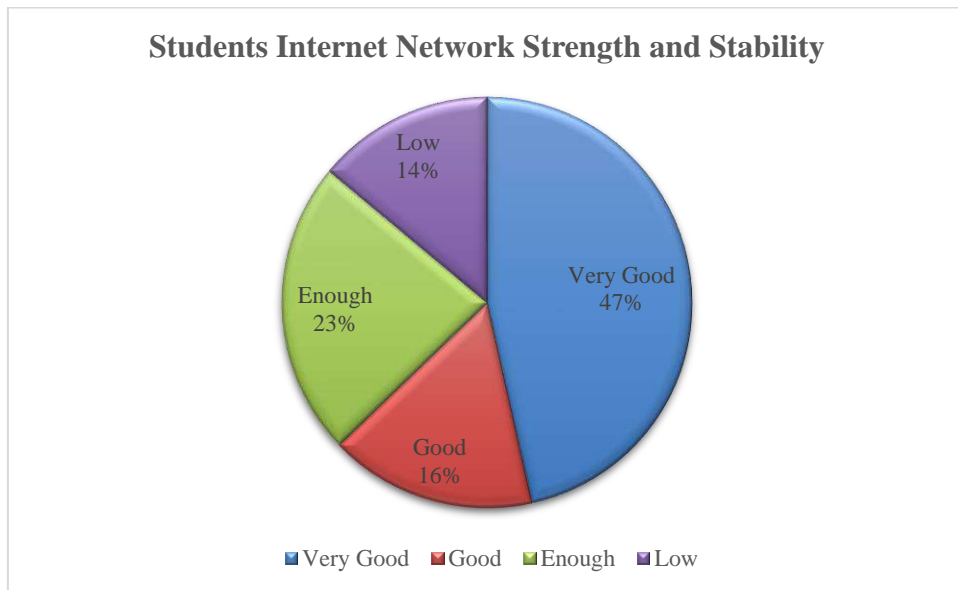 Students Internet Network Strength and Stability
Low
14%
Very Good
47%
Enough
23%
Good
16%
Very Good Good Enough Low